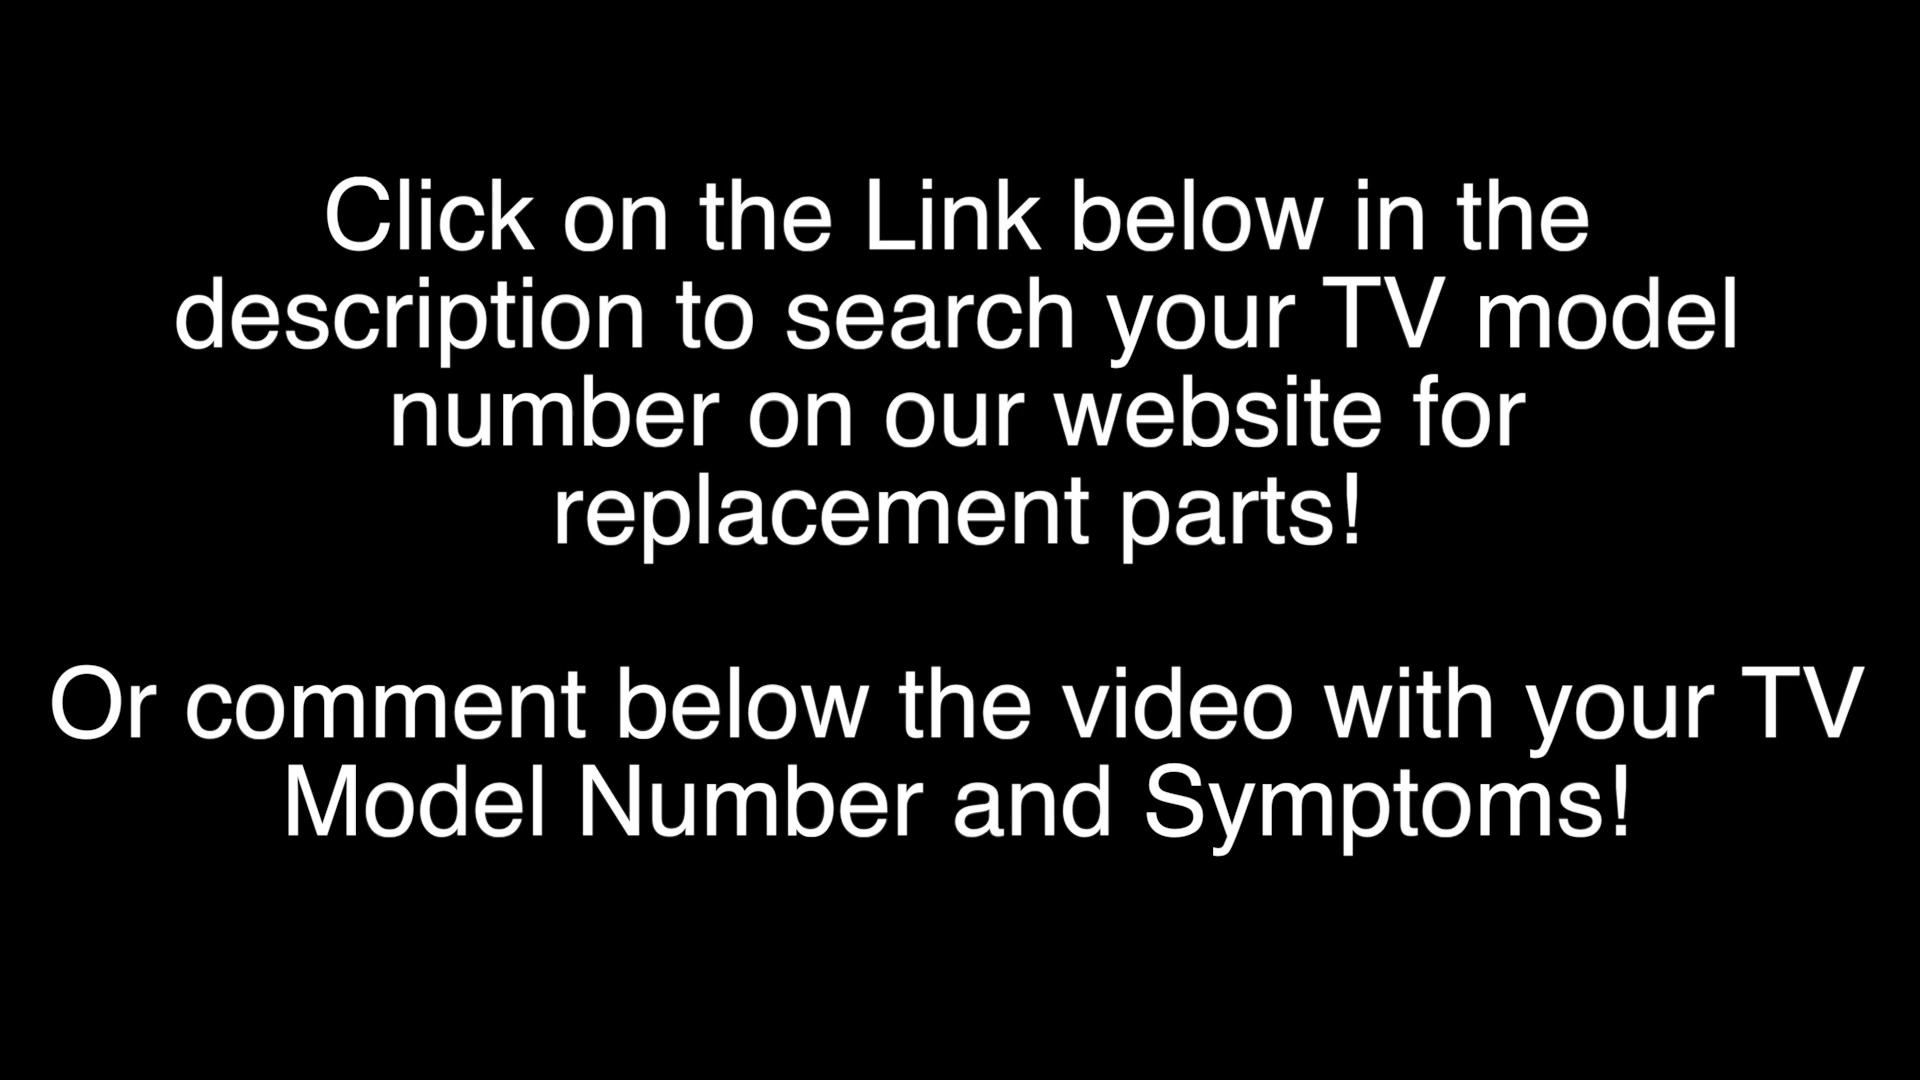 Click on the Link below in the
description to search your TV model
number on our website for
replacement parts!
Or comment below the video with your TV
Model Number and Symptoms!